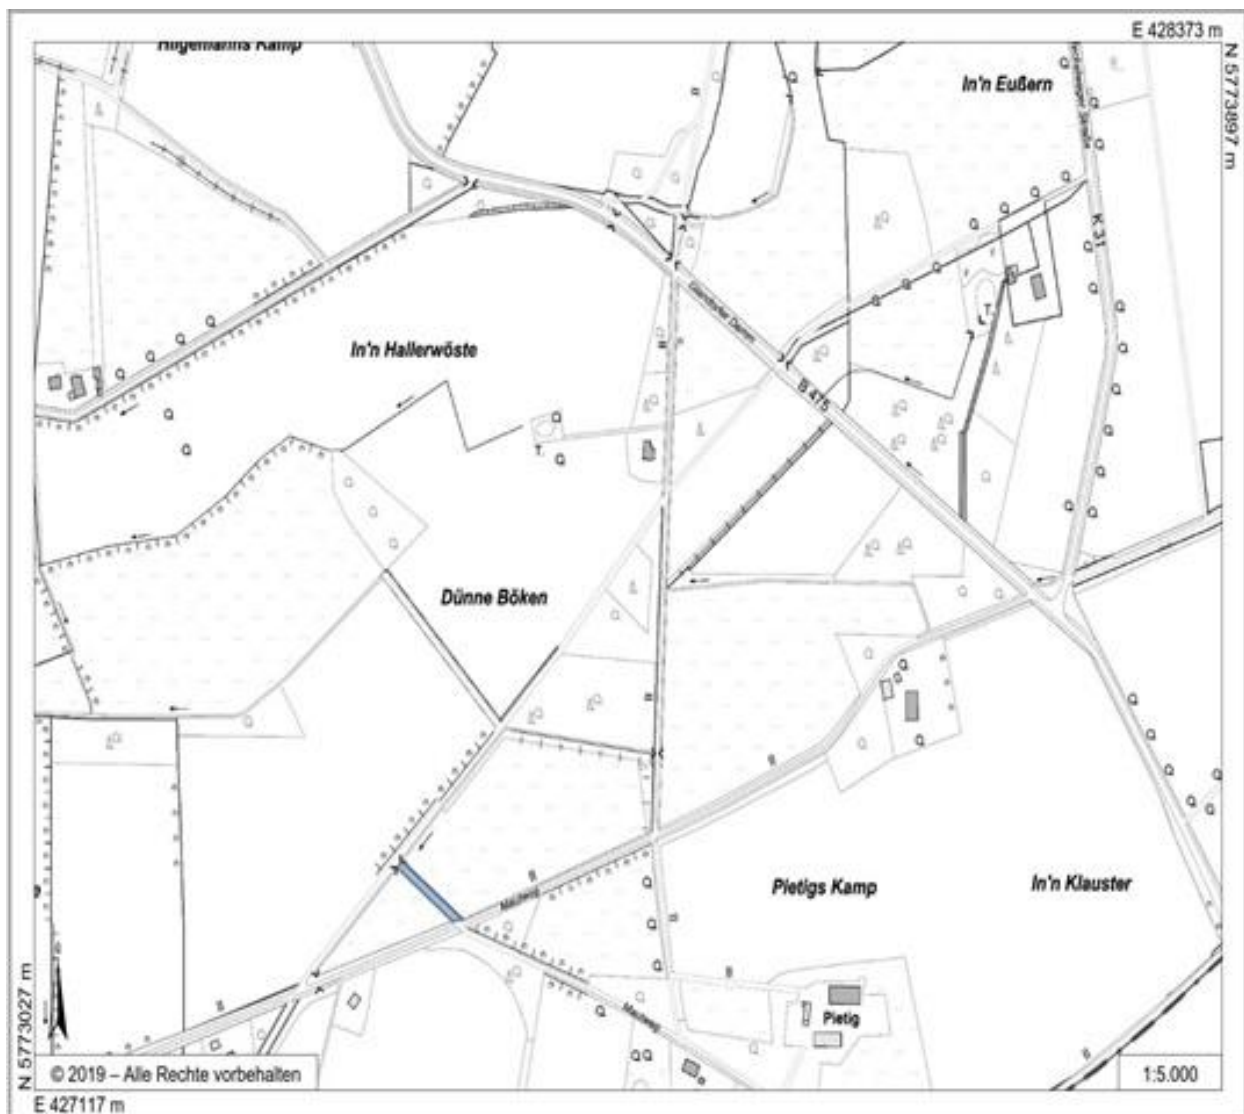 E 428373 m
N 5773897 m
Hilgemanns Kamp
In'n Eußern
K 31
In'n Hallerwöste
B 475
T.
T.
Dünne Böken
Pietigs Kamp
In'n Klauster
Pietig
N 5773027 m
© 2019 – Alle Rechte vorbehalten
1:5.000
E 427117 m